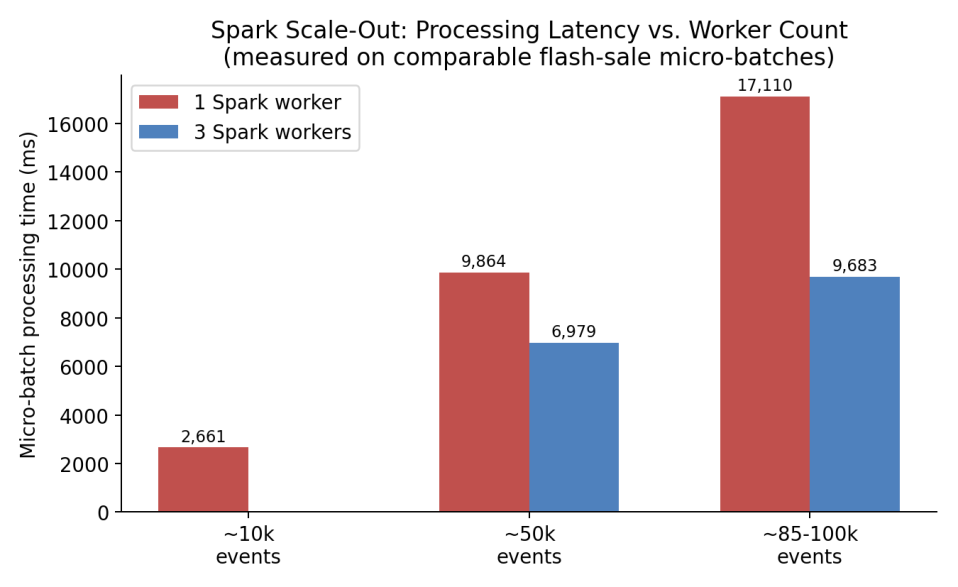 Spark Scale-Out: Processing Latency vs. Worker Count
(measured on comparable flash-sale micro-batches)
1 Spark worker
3 Spark workers
Micro-batch processing time (ms)
16000
14000
12000
10000
8000
6000
4000
2000
0
2,661
9,864
6,979
17,110
9,683
~10k
events
~50k
events
~85-100k
events